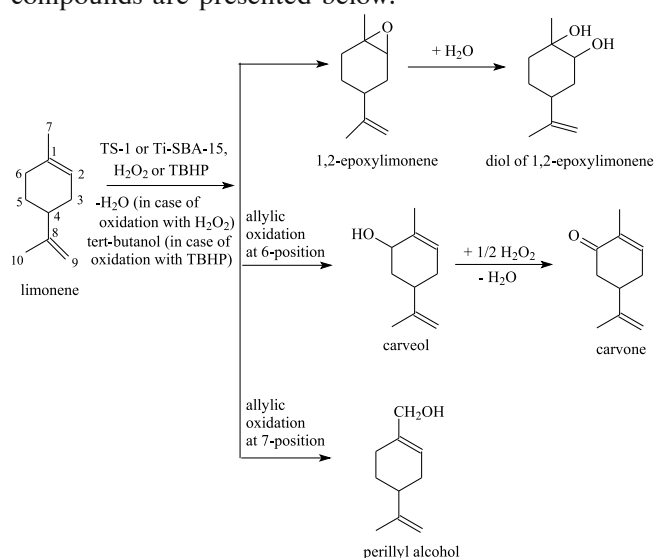 compounds are presented below.
O
+ H2O
OH
OH
1,2-epoxylimonene
diol of 1,2-epoxylimonene
7
1
6
2
5
3
4
8
10
9
limonene
TS-1 or Ti-SBA-15,
H2O2 or TBHP
-H2O (in case of
oxidation with H2O2)
tert-butanol (in case of
oxidation with TBHP)
allylic
oxidation
at 6-position
HO
+ 1/2 H2O2
- H2O
O
carveol
carvone
allylic
oxidation
at 7-position
CH2OH
perillyl alcohol